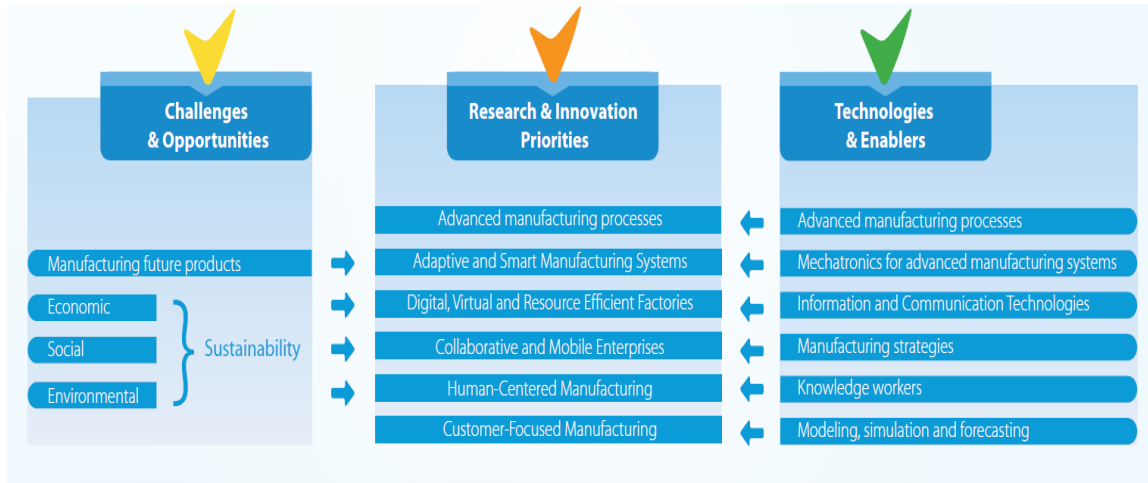 Challenges
& Opportunities
Manufacturing future products
Economic
Social
Environmental
Sustainability
Research & Innovation
Priorities
Advanced manufacturing processes
Adaptive and Smart Manufacturing Systems
Digital, Virtual and Resource Efficient Factories
Collaborative and Mobile Enterprises
Human-Centered Manufacturing
Customer-Focused Manufacturing
Technologies
& Enablers
Advanced manufacturing processes
Mechatronics for advanced manufacturing systems
Information and Communication Technologies
Manufacturing strategies
Knowledge workers
Modeling, simulation and forecasting